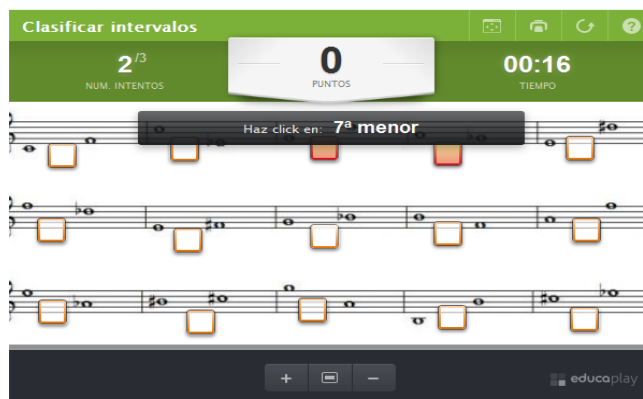 Clasificar intervalos
2/3
NUM. INTENTOS
0
PUNTOS
00:16
TIEMPO
Haz click en: 7ª menor
educaplay